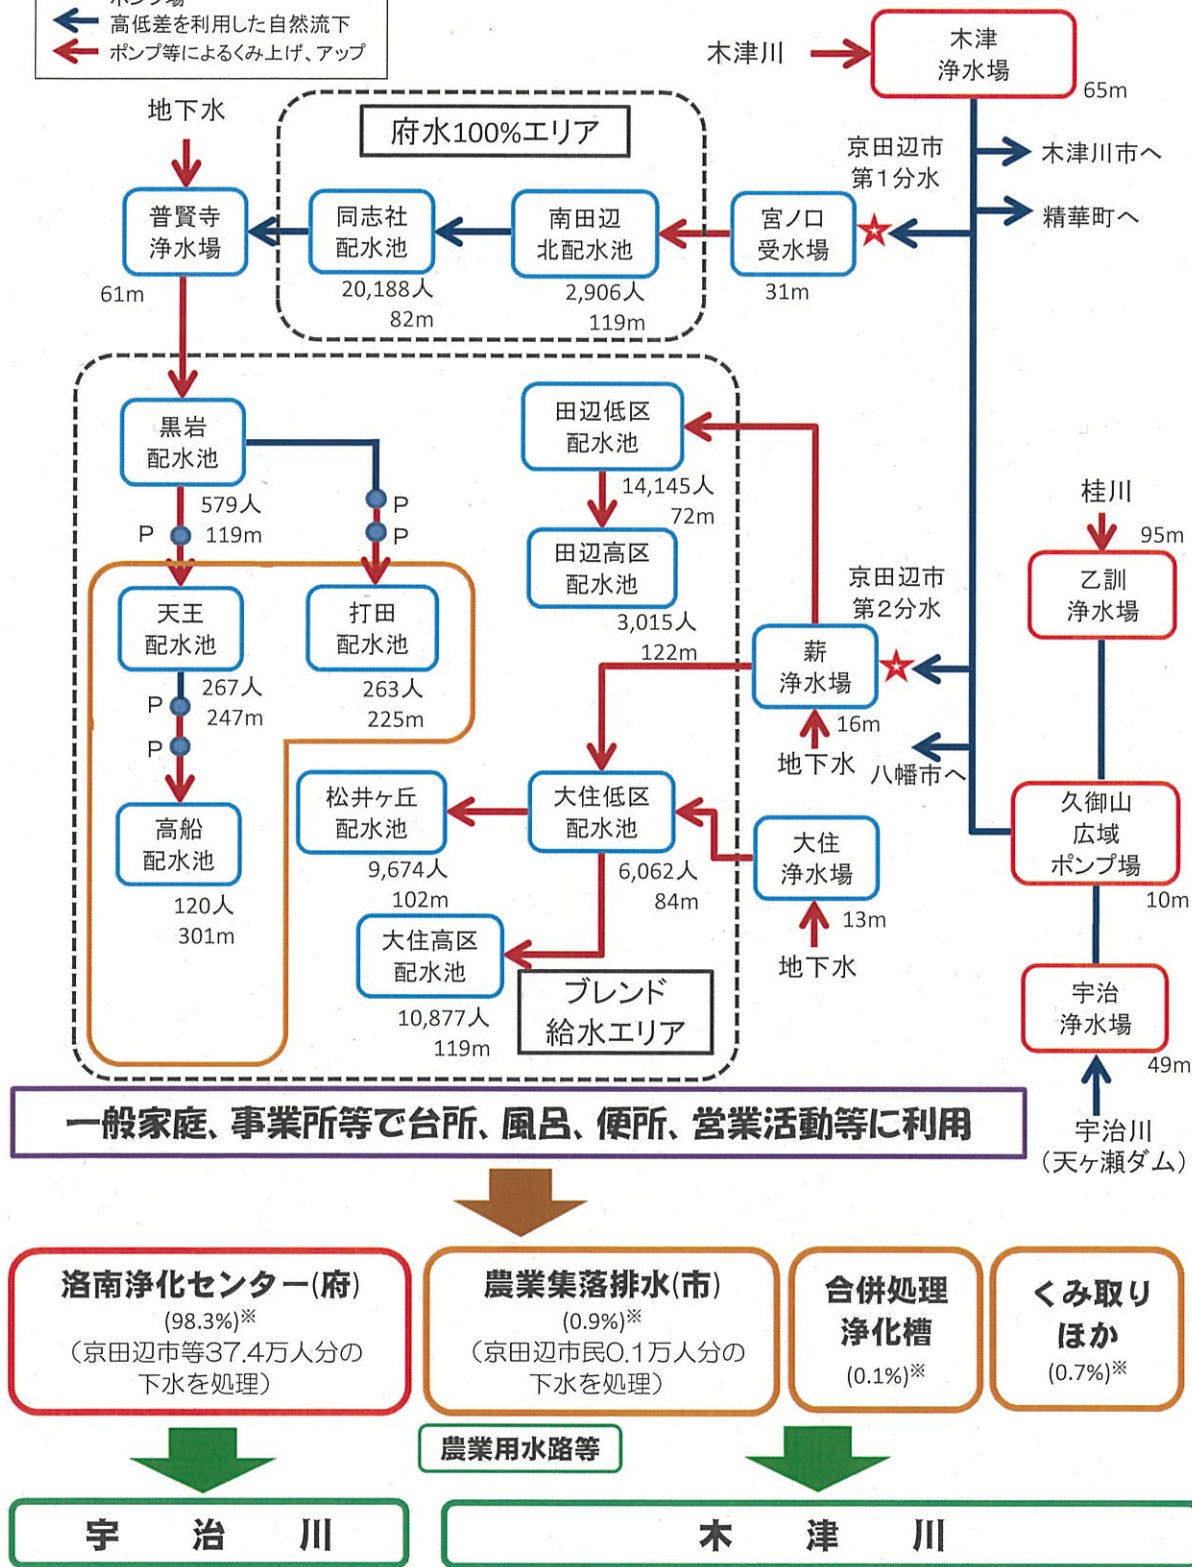 ポンプ場
高低差を利用した自然流下
ポンプ等によるくみ上げ、アップ
木津川
木津
浄水場
65m
地下水
府水100%エリア
京田辺市
第1分水
木津川市へ
精華町へ
普賢寺
浄水場
61m
同志社
配水池
20,188人
82m
南田辺
北配水池
2,906人
119m
宮ノ口
受水場
31m
黒岩
配水池
579人
119m
P
P
P
田辺低区
配水池
14,145人
72m
田辺高区
配水池
3,015人
122m
桂川
95m
乙訓
浄水場
京田辺市
第2分水
天王
配水池
267人
247m
打田
配水池
263人
225m
薪
浄水場
16m
地下水
八幡市へ
P
P
高船
配水池
120人
301m
松井ヶ丘
配水池
9,674人
102m
大住低区
配水池
6,062人
84m
大住
浄水場
13m
地下水
久御山
広域
ポンプ場
10m
大住高区
配水池
10,877人
119m
ブレンド
給水エリア
宇治
浄水場
49m
宇治川
(天ヶ瀬ダム)
一般家庭、事業所等で台所、風呂、便所、営業活動等に利用
洛南浄化センター(府)
(98.3%)※
(京田辺市等37.4万人分の
下水を処理)
農業集落排水(市)
(0.9%)※
(京田辺市民0.1万人分の
下水を処理)
合併処理
浄化槽
(0.1%)※
くみ取り
ほか
(0.7%)※
農業用水路等
宇治川
木津川